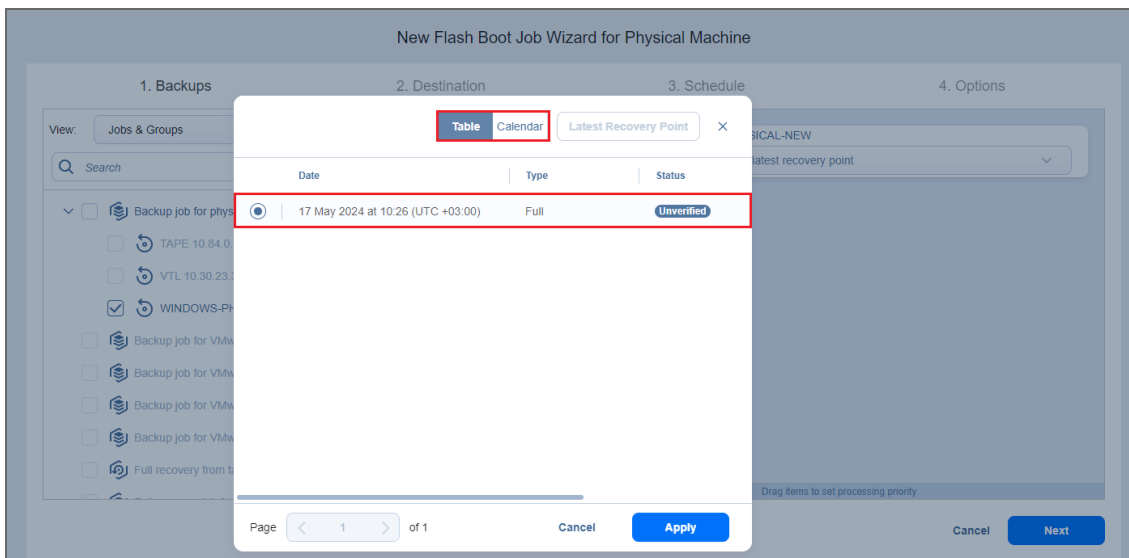 New Flash Boot Job Wizard for Physical Machine
1. Backups 2. Destination 3. Schedule 4. Options
View: Jobs & Groups
Search
Backup job for phys
TAPE 10.84.0.
VTL 10.30.23.
WINDOWS-PH
Backup job for VMw
Backup job for VMw
Backup job for VMw
Backup job for VMw
Full recovery from ta
Table Calendar Latest Recovery Point
Date Type Status
17 May 2024 at 10:26 (UTC +03:00) Full Unverified
Page 1 of 1 Cancel Apply
SICAL-NEW
latest recovery point
Drag items to set processing priority
Cancel Next